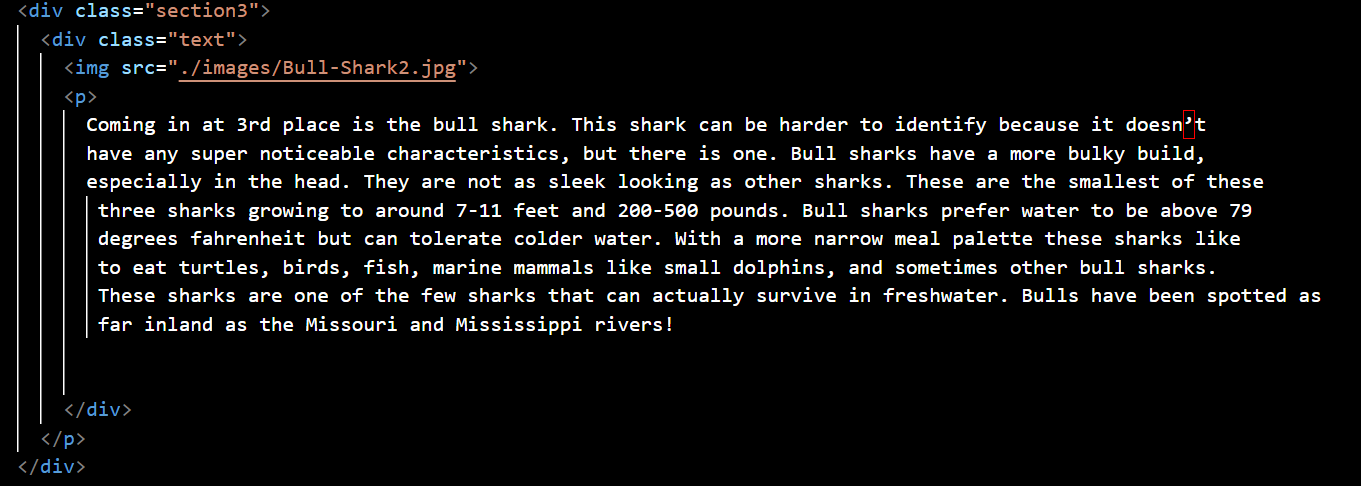 <div class="section3">
<div class="text">
<img src="./images/Bull-Shark2.jpg">
<p>
Coming in at 3rd place is the bull shark. This shark can be harder to identify because it doesn’t
have any super noticeable characteristics, but there is one. Bull sharks have a more bulky build,
especially in the head. They are not as sleek looking as other sharks. These are the smallest of these
three sharks growing to around 7-11 feet and 200-500 pounds. Bull sharks prefer water to be above 79
degrees fahrenheit but can tolerate colder water. With a more narrow meal palette these sharks like
to eat turtles, birds, fish, marine mammals like small dolphins, and sometimes other bull sharks.
These sharks are one of the few sharks that can actually survive in freshwater. Bulls have been spotted as
far inland as the Missouri and Mississippi rivers!
</div>
</p>
</div>